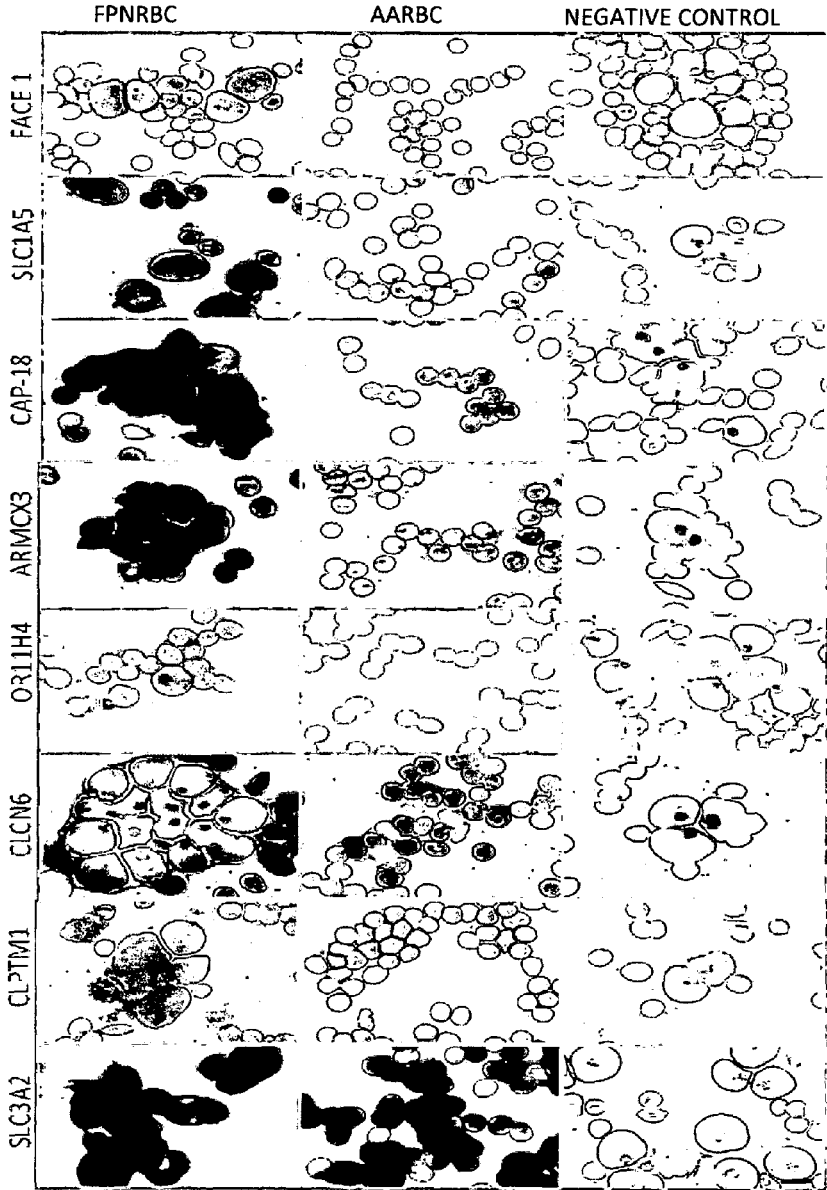 FPNRBC AARBC NEGATIVE CONTROL
FACE 1
SLC1A5
CAP-18
ARMCX3
OR11H4
CLCN6
CLPTM1
SLC3A2